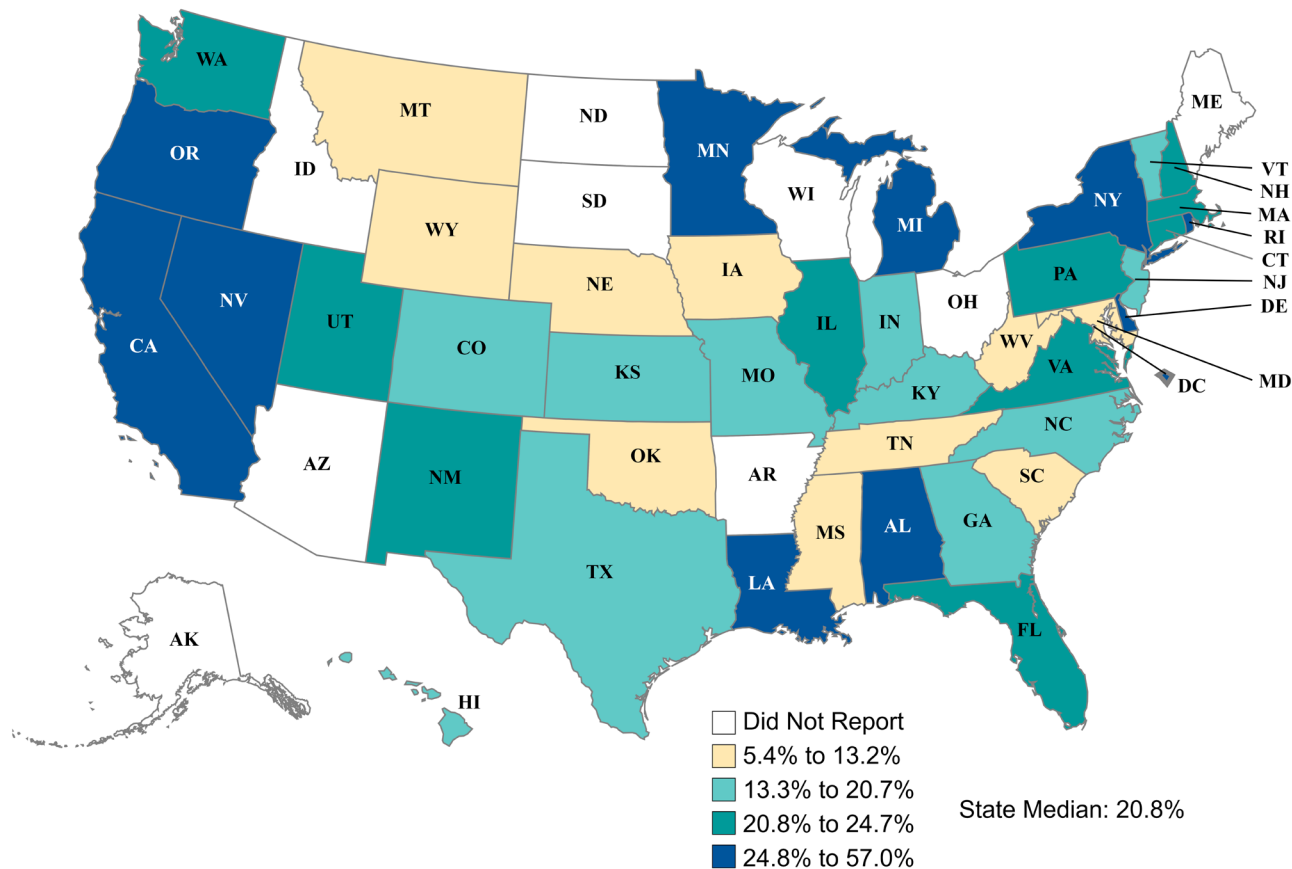 WA
MT
ND
MN
ME
OR
ID
SD
WI
MI
NY
VT
NH
MA
RI
CT
NJ
DE
MD
DC
WY
IA
NE
NV
UT
CA
CO
KS
MO
IL
IN
OH
PA
WV
VA
KY
NC
TN
SC
AZ
NM
OK
AR
MS
AL
GA
TX
LA
FL
AK
HI
Did Not Report
5.4% to 13.2%
13.3% to 20.7%
20.8% to 24.7%
24.8% to 57.0%
State Median: 20.8%